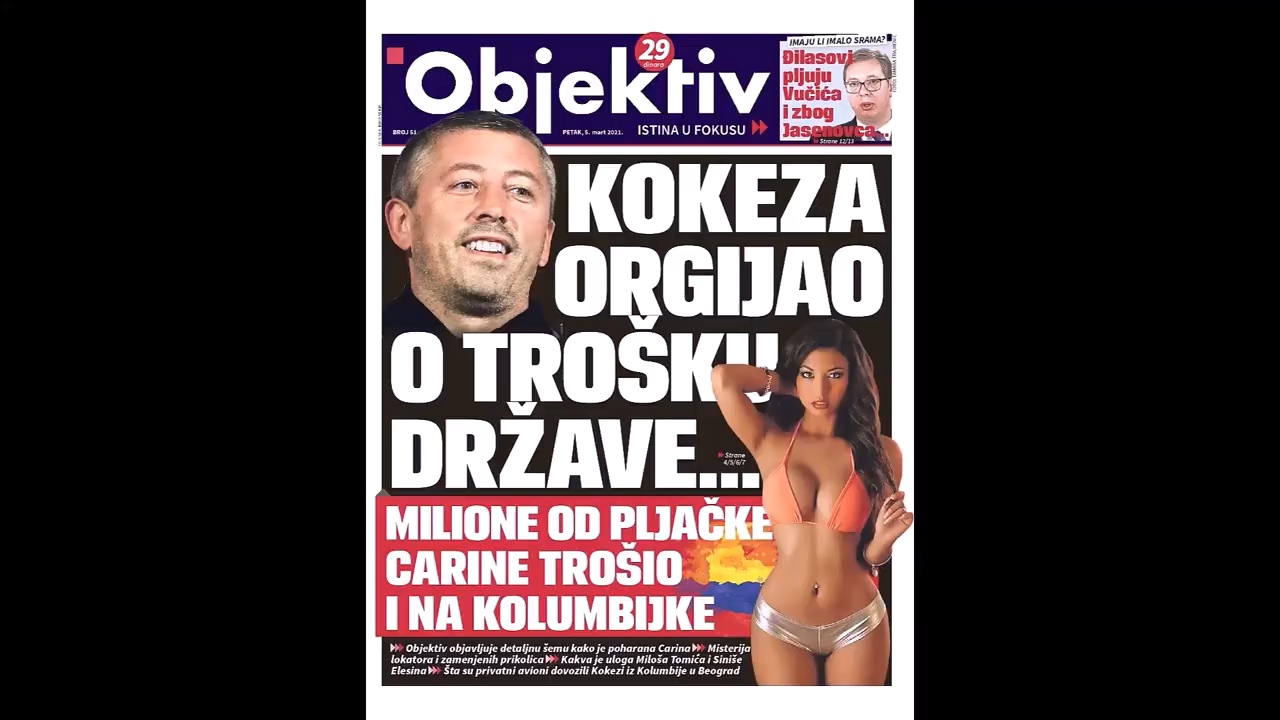 29
dinara
Objektiv
BROJ 51
PETAK, 5. mart 2021.
ISTINA U FOKUSU
IMAJU LI IMALO SRAMA?
Đilasovi
pljuju
Vučića
i zbog
Jasenovca...
Strane 12/13
KOKEZA
ORGIJAO
O TROŠKU
DRŽAVE...
Strane
4/5/6/7
MILIONE OD PLJAČKE
CARINE TROŠIO
I NA KOLUMBIJKE
Objektiv objavljuje detaljnu šemu kako je poharana Carina Misterija
lokatora i zamenjenih prikolica Kakva je uloga Miloša Tomića i Siniše
Elesina Šta su privatni avioni dovozili Kokezi iz Kolumbije u Beograd